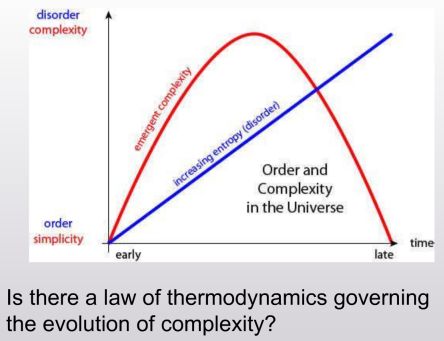 disorder
complexity
emergent complexity
increasing entropy (disorder)
Order and
Complexity
in the Universe
order
simplicity
time
early
late
Is there a law of thermodynamics governing
the evolution of complexity?